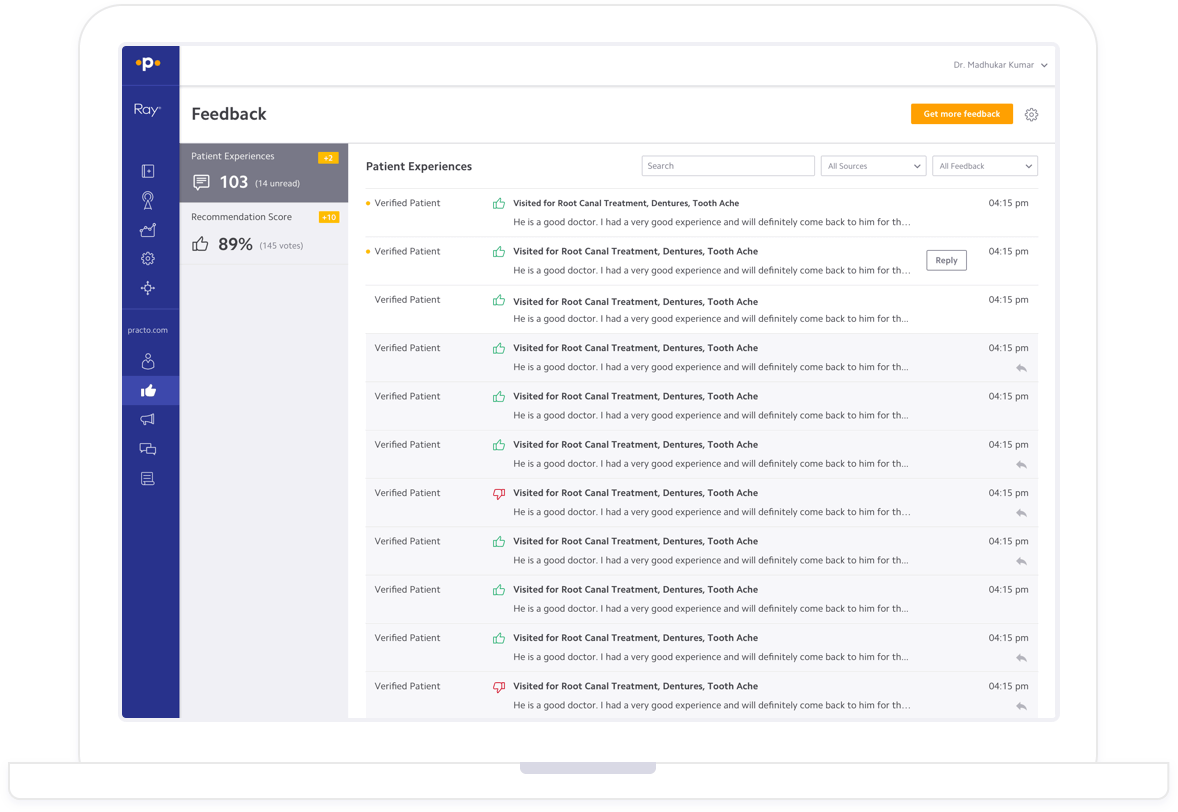 p
Dr. Madhukar Kumar
Ray
Feedback
Get more feedback
Patient Experiences
+2
103 (14 unread)
Recommendation Score
+10
89% (145 votes)
practo.com
Patient Experiences
Search
All Sources
All Feedback
Verified Patient
Visited for Root Canal Treatment, Dentures, Tooth Ache
04:15 pm
He is a good doctor. I had a very good experience and will definitely come back to him for th...
Verified Patient
Visited for Root Canal Treatment, Dentures, Tooth Ache
04:15 pm
He is a good doctor. I had a very good experience and will definitely come back to him for th...
Reply
Verified Patient
Visited for Root Canal Treatment, Dentures, Tooth Ache
04:15 pm
He is a good doctor. I had a very good experience and will definitely come back to him for th...
Verified Patient
Visited for Root Canal Treatment, Dentures, Tooth Ache
04:15 pm
He is a good doctor. I had a very good experience and will definitely come back to him for th...
Verified Patient
Visited for Root Canal Treatment, Dentures, Tooth Ache
04:15 pm
He is a good doctor. I had a very good experience and will definitely come back to him for th...
Verified Patient
Visited for Root Canal Treatment, Dentures, Tooth Ache
04:15 pm
He is a good doctor. I had a very good experience and will definitely come back to him for th...
Verified Patient
Visited for Root Canal Treatment, Dentures, Tooth Ache
04:15 pm
He is a good doctor. I had a very good experience and will definitely come back to him for th...
Verified Patient
Visited for Root Canal Treatment, Dentures, Tooth Ache
04:15 pm
He is a good doctor. I had a very good experience and will definitely come back to him for th...
Verified Patient
Visited for Root Canal Treatment, Dentures, Tooth Ache
04:15 pm
He is a good doctor. I had a very good experience and will definitely come back to him for th...
Verified Patient
Visited for Root Canal Treatment, Dentures, Tooth Ache
04:15 pm
He is a good doctor. I had a very good experience and will definitely come back to him for th...
Verified Patient
Visited for Root Canal Treatment, Dentures, Tooth Ache
04:15 pm
He is a good doctor. I had a very good experience and will definitely come back to him for th...